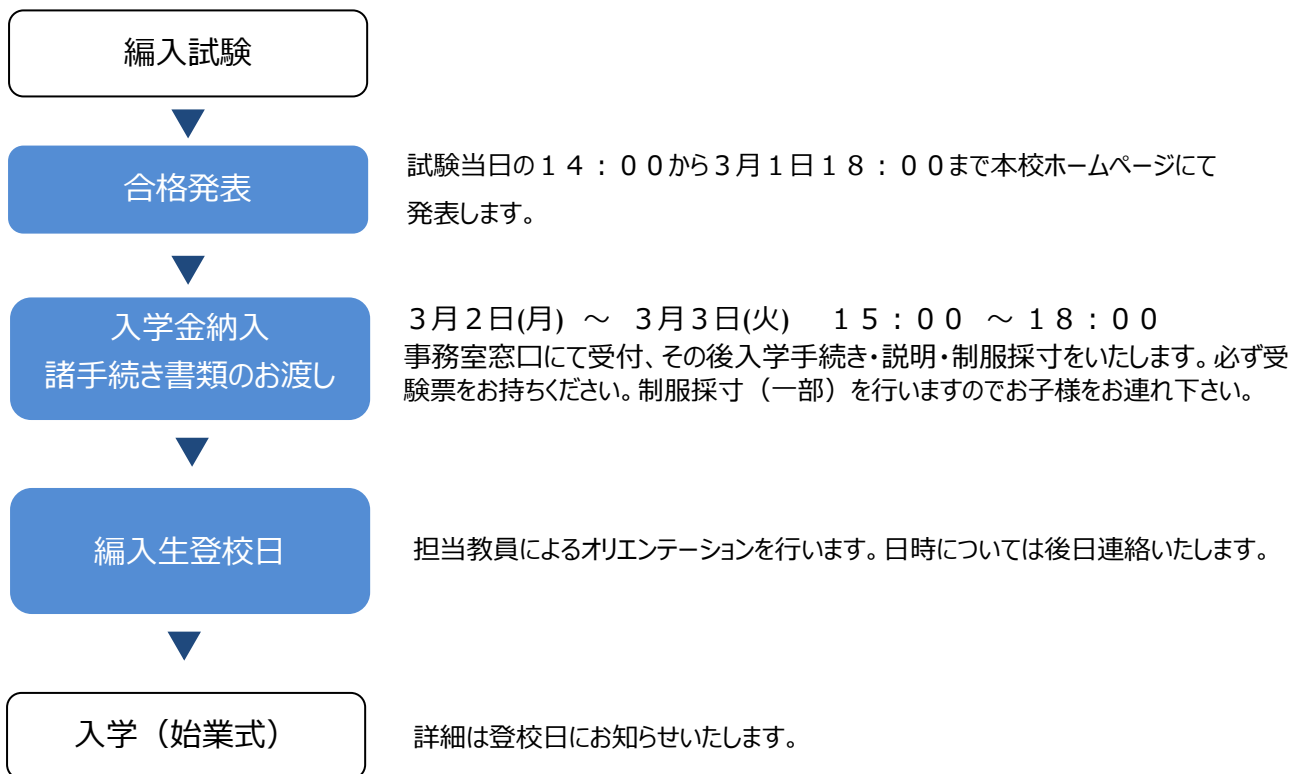 編入試験
合格発表
試験当日の１４：００から３月１日１８：００まで本校ホームページにて
発表します。
入学金納入
諸手続き書類のお渡し
３月２日(月) ～ ３月３日(火)　１５：００ ～１８：００
事務室窓口にて受付、その後入学手続き・説明・制服採寸をいたします。必ず受
験票をお持ちください。制服採寸（一部）を行いますのでお子様をお連れ下さい。
編入生登校日
担当教員によるオリエンテーションを行います。日時については後日連絡いたします。
入学（始業式）
詳細は登校日にお知らせいたします。